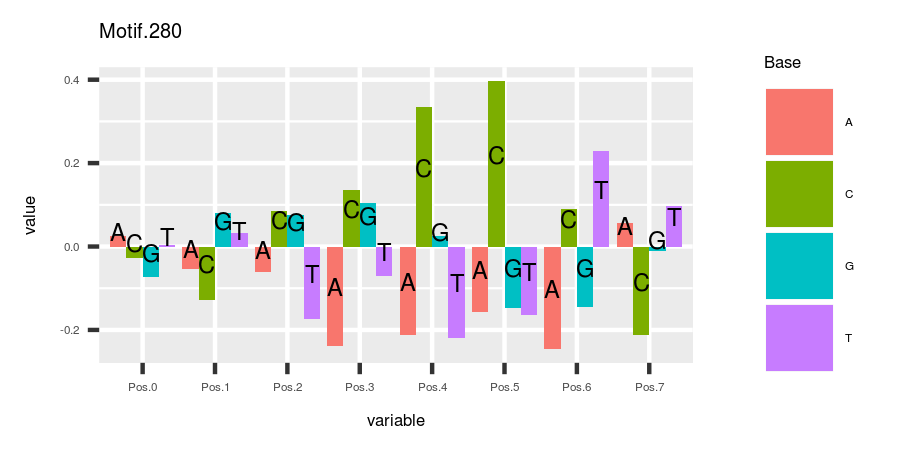 Motif.280
Base
A
C
G
T
value
0.4
0.2
0.0
-0.2
A C G T A C G T A C G T A C G T A C G T A C G T A C G T A C G T
Pos.0 Pos.1 Pos.2 Pos.3 Pos.4 Pos.5 Pos.6 Pos.7
variable